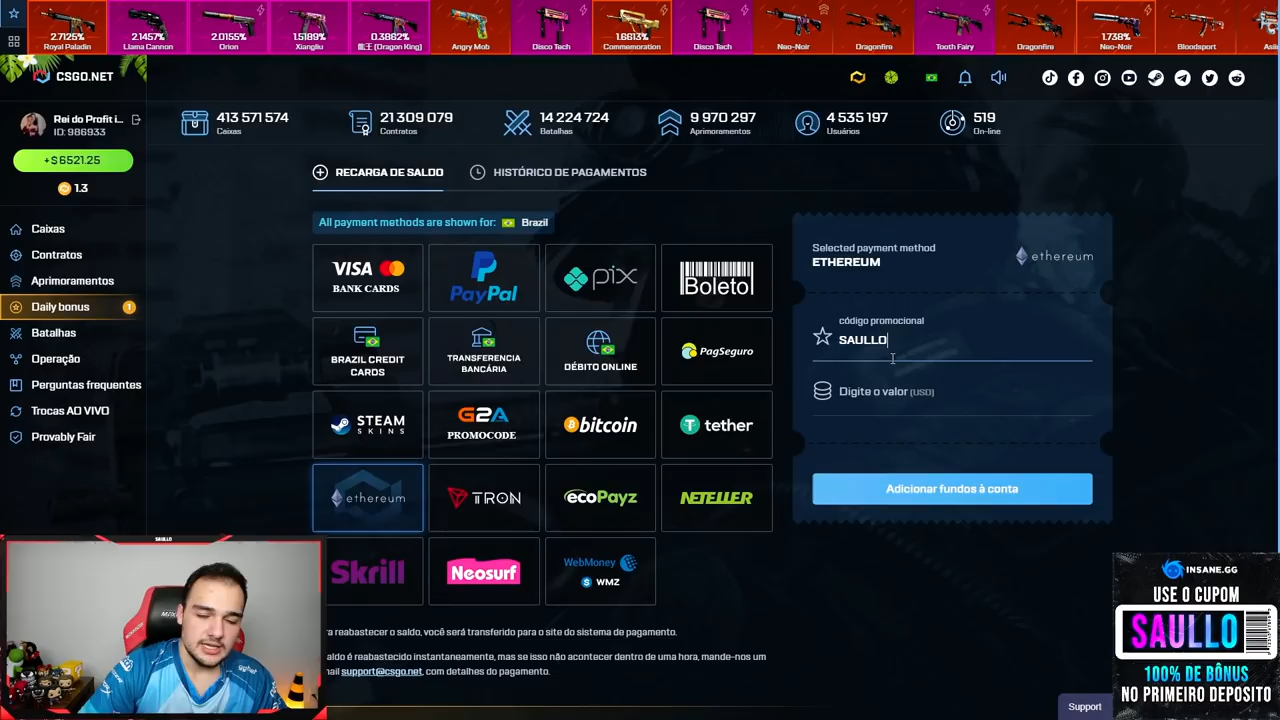 2.7125%
Royal Paladin
2.1457%
Llama Cannon
2.0155%
Orion
1.5189%
Xiangliu
0.3862%
龍王 (Dragon King)
Angry Mob
Disco Tech
1.6613%
Commemoration
Disco Tech
Neo-Noir
Dragonfire
Tooth Fairy
Dragonfire
1.738%
Neo-Noir
Bloodsport
CSGO.NET
Rei do Profit i...
ID: 986933
+$ 6521.25
1.3
413 571 574
Caixas
21 309 079
Contratos
14 224 724
Batalhas
9 970 297
Aprimoramentos
4 535 197
Usuários
519
On-line
Caixas
Contratos
Aprimoramentos
Daily bonus 1
Batalhas
Operação
Perguntas frequentes
Trocas AO VIVO
Provably Fair
RECARGA DE SALDO
HISTÓRICO DE PAGAMENTOS
All payment methods are shown for: Brazil
VISA
BANK CARDS
PayPal
pix
Boleto
BRAZIL CREDIT
CARDS
TRANSFERENCIA
BANCÁRIA
DÉBITO ONLINE
PagSeguro
STEAM
SKINS
G2A
PROMOCODE
bitcoin
tether
ethereum
TRON
ecoPayz
NETELLER
Skrill
Neosurf
WebMoney
WMZ
Selected payment method
ETHEREUM
ethereum
código promocional
SAULLO
Digite o valor (USD)
Adicionar fundos à conta
ra reabastecer o saldo, você será transferido para o site do sistema de pagamento.
aldo é reabastecido instantaneamente, mas se isso não acontecer dentro de uma hora, mande-nos um
mail support@csgo.net, com detalhes do pagamento.
SAULLO
INSANE.GG
USE O CUPOM
SAULLO
100% DE BÔNUS
NO PRIMEIRO DEPÓSITO
Support